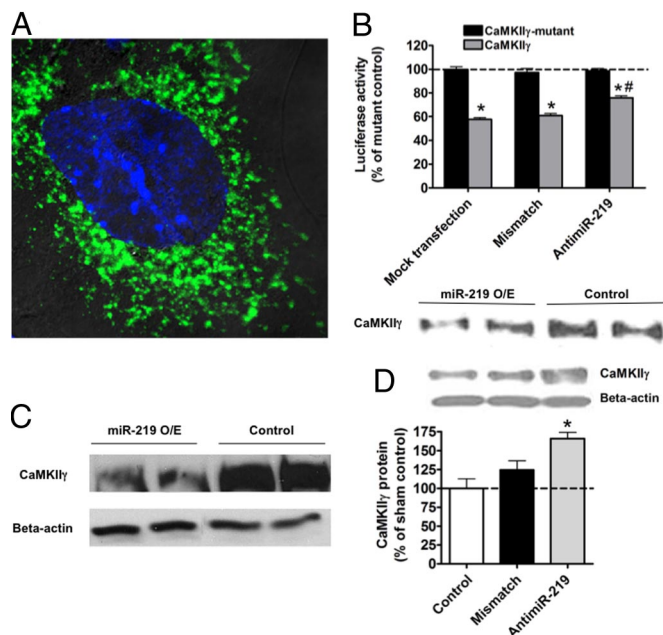 A
B
CaMKIIγ-mutant
CaMKIIγ
Luciferase activity
(% of mutant control)
120
100
80
60
40
20
0
*
*
*#
Mock transfection
Mismatch
AntimiR-219
miR-219 O/E
Control
CaMKIIγ
CaMKIIγ
Beta-actin
C
miR-219 O/E
Control
CaMKIIγ
Beta-actin
D
CaMKIIγ protein
(% of sham control)
175
150
125
100
75
50
25
0
*
Control
Mismatch
AntimiR-219